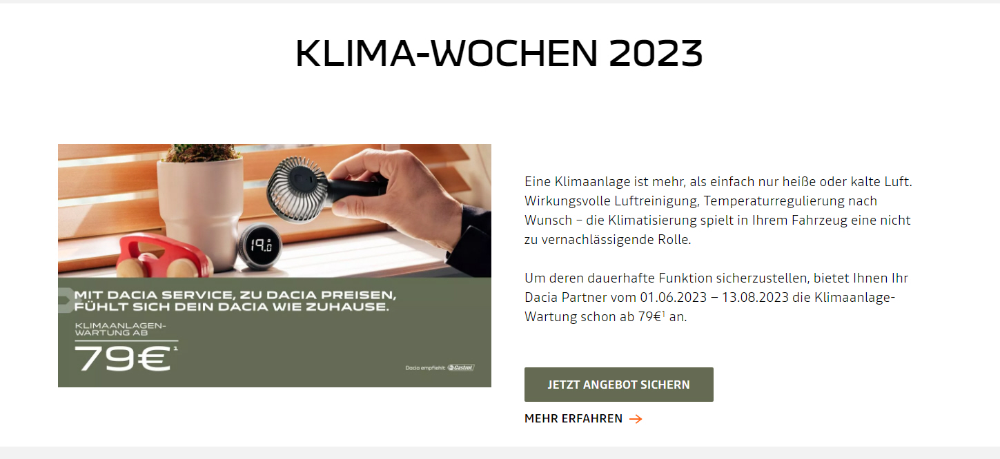 KLIMA-WOCHEN 2023
19.0
MIT DACIA SERVICE, ZU DACIA PREISEN,
FÜHLT SICH DEIN DACIA WIE ZUHAUSE.
KLIMAANLAGEN-
WARTUNG AB
79€¹
Dacia empfiehlt Castrol
Eine Klimaanlage ist mehr, als einfach nur heiße oder kalte Luft.
Wirkungsvolle Luftreinigung, Temperaturregulierung nach
Wunsch – die Klimatisierung spielt in Ihrem Fahrzeug eine nicht
zu vernachlässigende Rolle.
Um deren dauerhafte Funktion sicherzustellen, bietet Ihnen Ihr
Dacia Partner vom 01.06.2023 – 13.08.2023 die Klimaanlage-
Wartung schon ab 79€¹ an.
JETZT ANGEBOT SICHERN
MEHR ERFAHREN